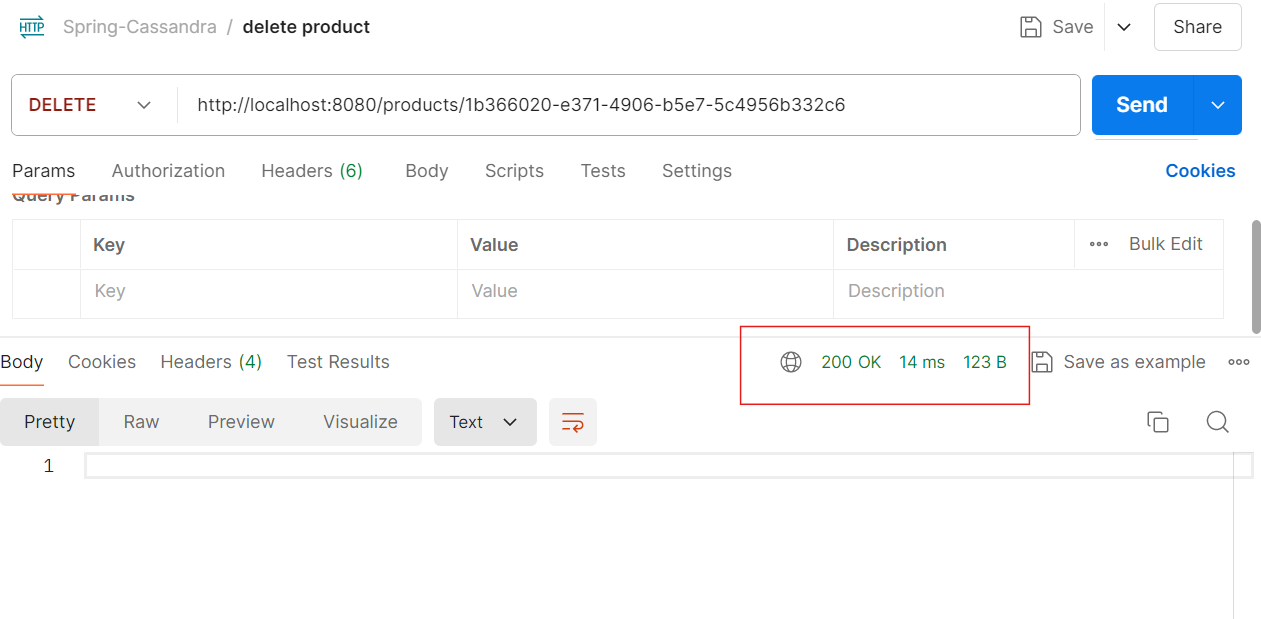 HTTP Spring-Cassandra / delete product Save Share
DELETE http://localhost:8080/products/1b366020-e371-4906-b5e7-5c4956b332c6 Send
Params Authorization Headers (6) Body Scripts Tests Settings Cookies
Query Params
Key Value Description ••• Bulk Edit
Key Value Description
Body Cookies Headers (4) Test Results 200 OK 14 ms 123 B Save as example
Pretty Raw Preview Visualize Text
1